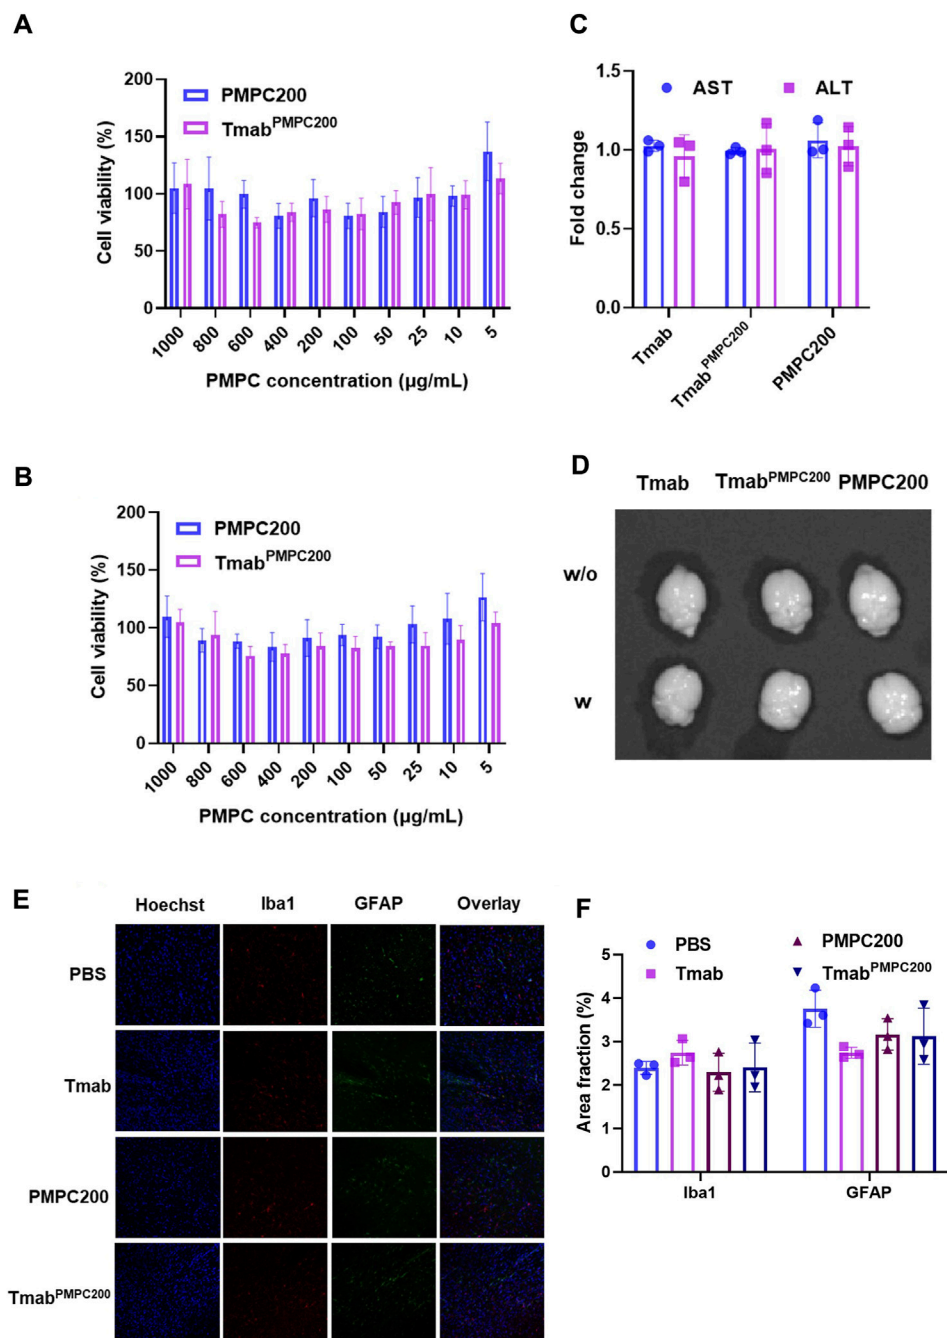 A
200
150
100
50
0
Cell viability (%)
PMPC200
Tmab^PMPC200
1000
800
600
400
200
100
50
25
10
5
PMPC concentration (µg/mL)
C
1.5
1.0
0.5
0.0
Fold change
AST
ALT
Tmab
Tmab^PMPC200
PMPC200
B
200
150
100
50
0
Cell viability (%)
PMPC200
Tmab^PMPC200
1000
800
600
400
200
100
50
25
10
5
PMPC concentration (µg/mL)
D
Tmab
Tmab^PMPC200
PMPC200
w/o
w
E
Hoechst
Iba1
GFAP
Overlay
PBS
Tmab
PMPC200
Tmab^PMPC200
F
PBS
Tmab
PMPC200
Tmab^PMPC200
5
4
3
2
1
0
Area fraction (%)
Iba1
GFAP